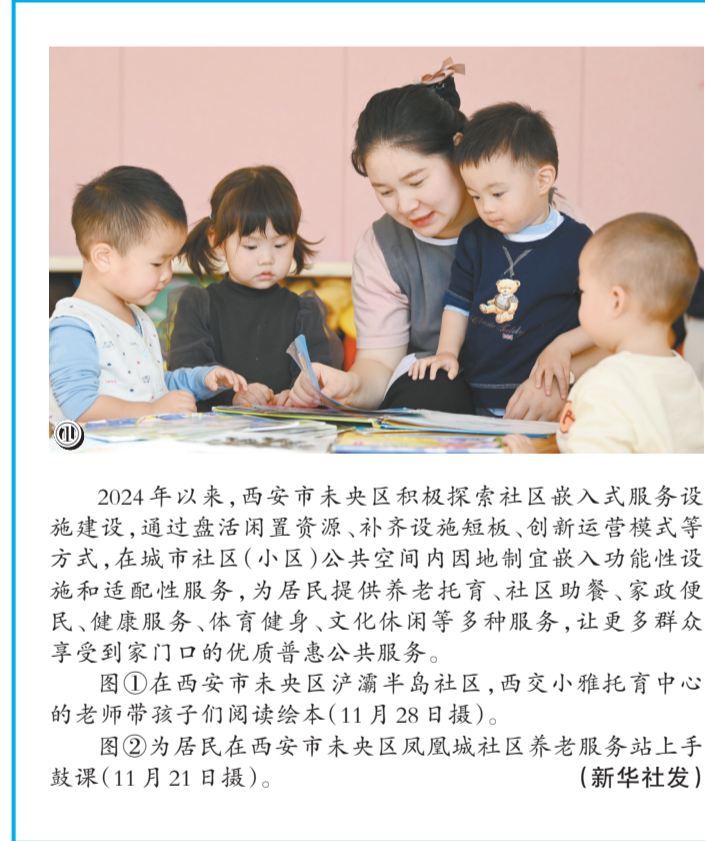 2024年以来,西安市未央区积极探索社区嵌入式服务设
施建设,通过盘活闲置资源、补齐设施短板、创新运营模式等
方式,在城市社区(小区)公共空间内因地制宜嵌入功能性设
施和适配性服务,为居民提供养老托育、社区助餐、家政便
民、健康服务、体育健身、文化休闲等多种服务,让更多群众
享受到家门口的优质普惠公共服务。
图①在西安市未央区浐灞半岛社区,西交小雅托育中心
的老师带孩子们阅读绘本(11月28日摄)。
图②为居民在西安市未央区凤凰城社区养老服务站上手
鼓课(11月21日摄)。 (新华社发)